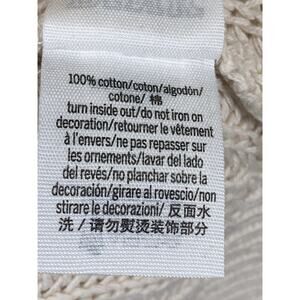 100% cotton/coton/algodón/
cotone/ 棉
turn inside out/do not iron on
decoration/retourner le vêtement
à l'envers/ne pas repasser sur
les ornements/lavar del lado
del revés/no planchar sobre la
decoración/girare al rovescio/non
stirare le decorazioni/ 反面水
洗 / 请勿熨烫装饰部分